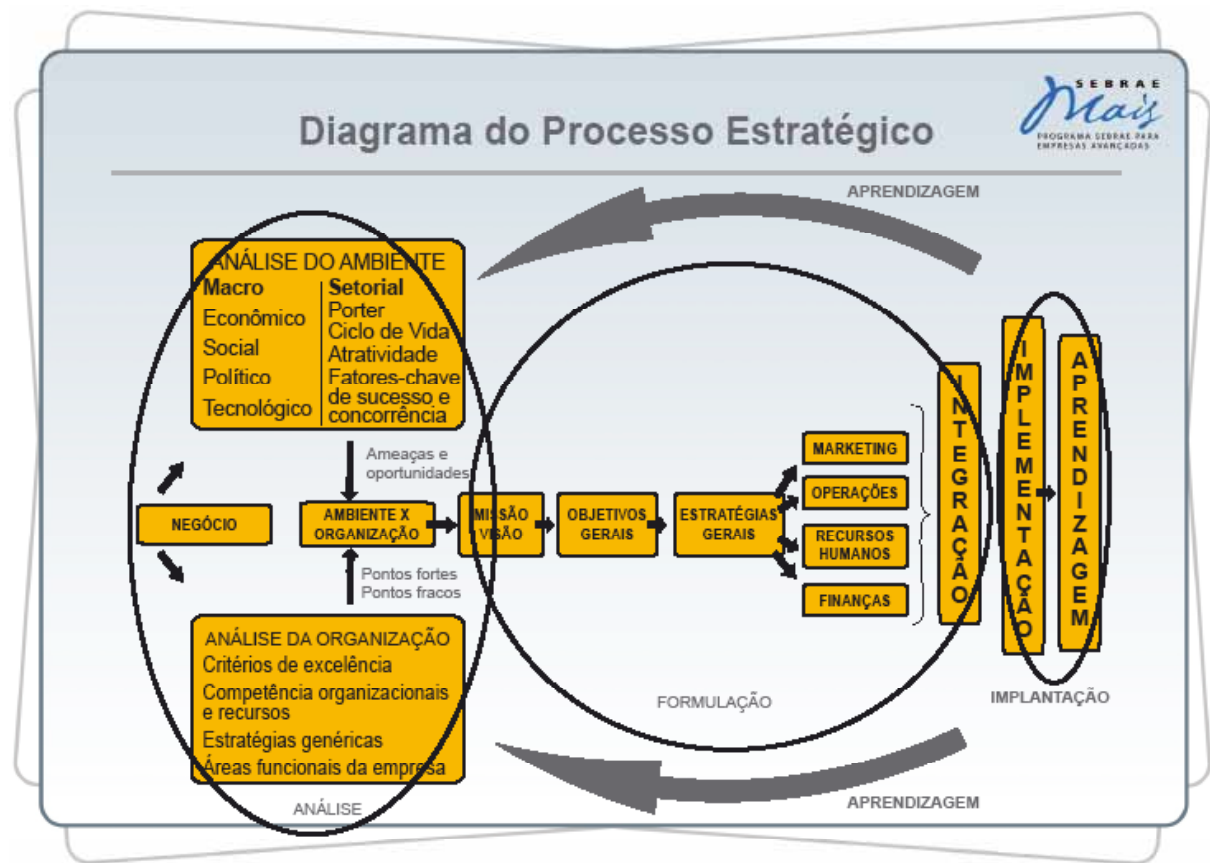 SEBRAE
Mais
PROGRAMA SEBRAE PARA
EMPRESAS AVANÇADAS
Diagrama do Processo Estratégico
APRENDIZAGEM
ANÁLISE DO AMBIENTE
Macro
Econômico
Social
Político
Tecnológico
Setorial
Porter
Ciclo de Vida
Atratividade
Fatores-chave
de sucesso e
concorrência
Ameaças e
oportunidades
NEGÓCIO
AMBIENTE X
ORGANIZAÇÃO
MISSÃO
VISÃO
OBJETIVOS
GERAIS
ESTRATÉGIAS
GERAIS
MARKETING
OPERAÇÕES
RECURSOS
HUMANOS
FINANÇAS
INTEGRAÇÃO
IMPLEMENTAÇÃO
APRENDIZAGEM
Pontos fortes
Pontos fracos
ANÁLISE DA ORGANIZAÇÃO
Critérios de excelência
Competência organizacionais
e recursos
Estratégias genéricas
Áreas funcionais da empresa
ANÁLISE
FORMULAÇÃO
IMPLANTAÇÃO
APRENDIZAGEM